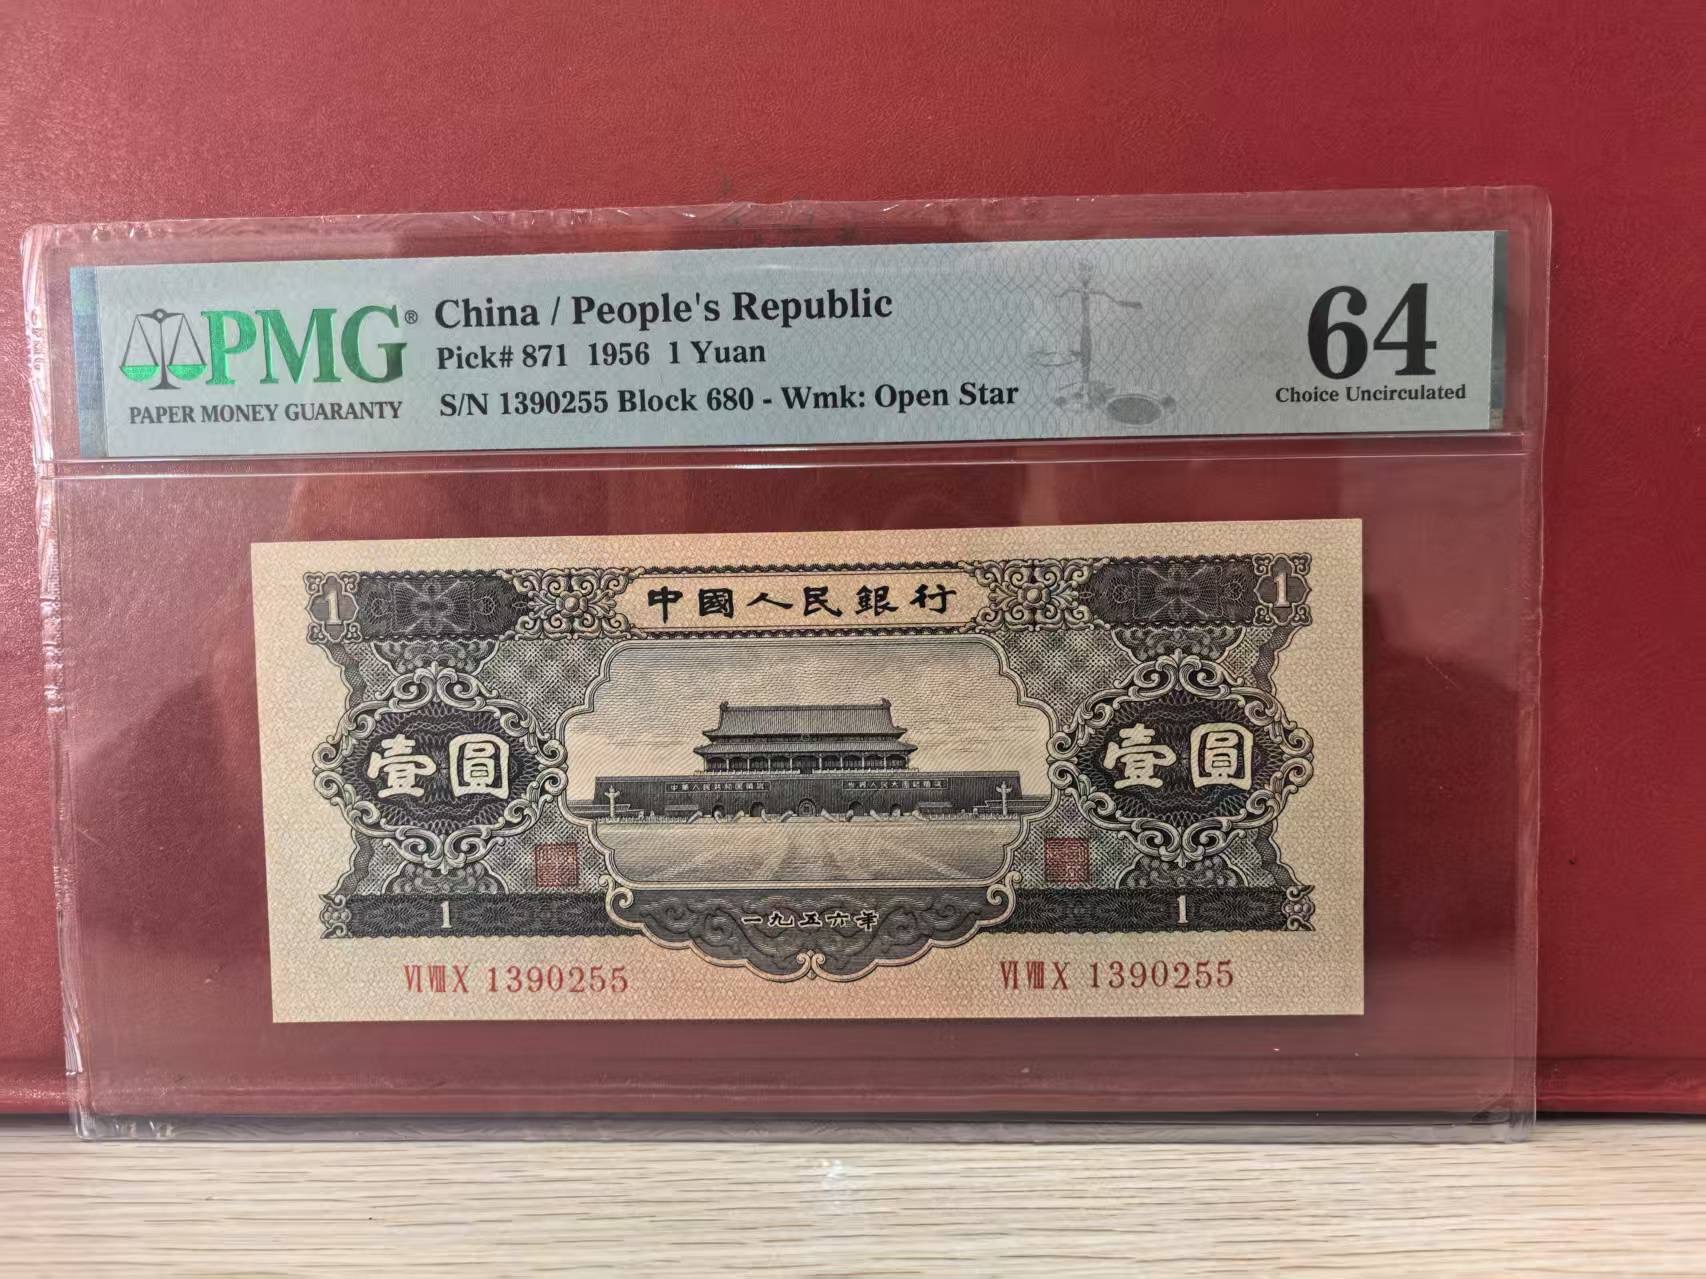 PMG®
PAPER MONEY GUARANTY
China / People's Republic
Pick# 871 1956 1 Yuan
S/N 1390255 Block 680 - Wmk: Open Star
64
Choice Uncirculated
1 中國人民銀行 1
壹圓 壹圓
1 一九五六年 1
ⅥⅧⅩ 1390255 ⅥⅧⅩ 1390255